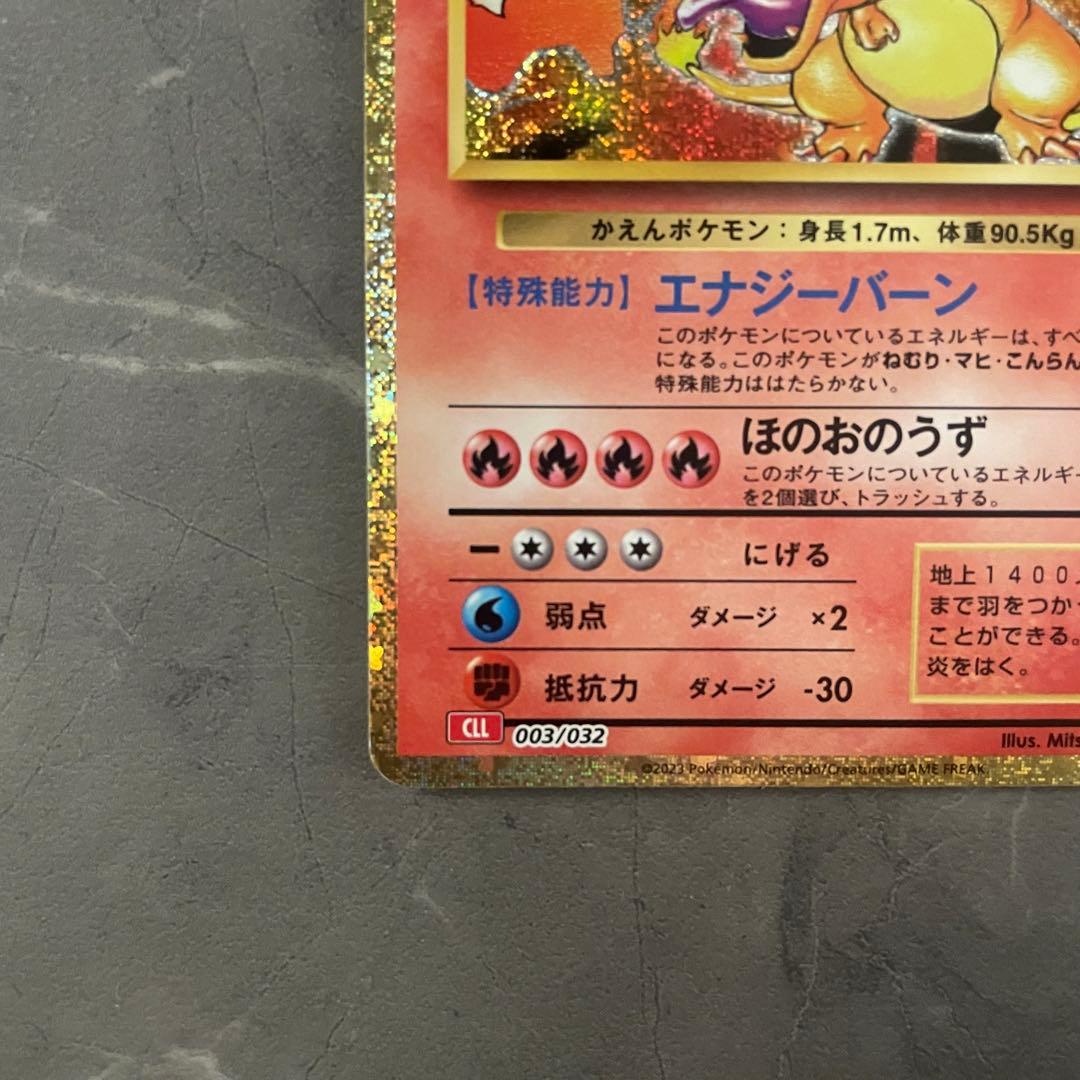 かえんポケモン：身長1.7m、体重90.5Kg
【特殊能力】エナジーバーン
このポケモンについているエネルギーは、すべ
になる。このポケモンがねむり・マヒ・こんらん
特殊能力ははたらかない。
ほのおのうず
このポケモンについているエネルギー
を2個選び、トラッシュする。
にげる
弱点 ダメージ ×2
抵抗力 ダメージ -30
地上１４００
まで羽をつかっ
ことができる。
炎をはく。
CLL 003/032
Illus. Mits
©2023 Pokémon/Nintendo/Creatures/GAME FREAK.